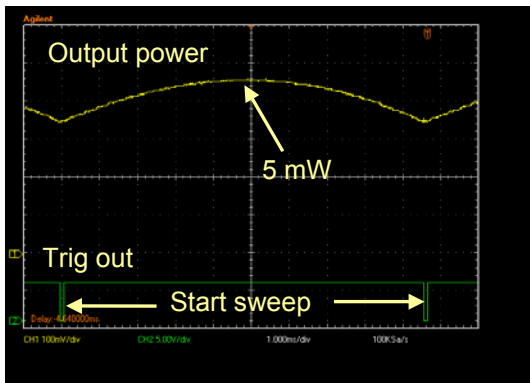 Agilent
Output power
5 mW
Trig out
Start sweep
Delay:-4.640000ms
CH1 100mV/div CH2 5.00V/div 1.000ms/div 100KSa/s